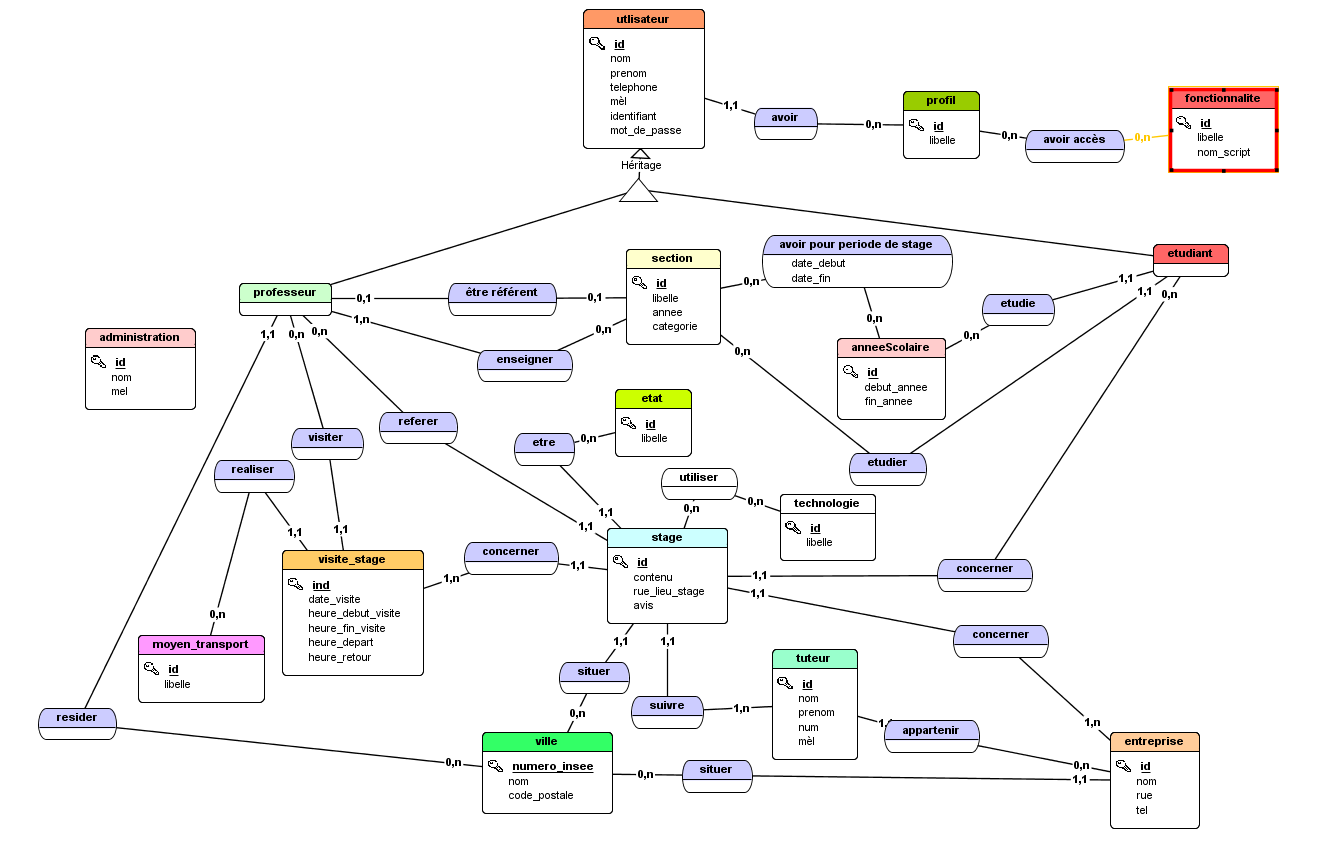 utlisateur
id
nom
prenom
telephone
mèl
identifiant
mot_de_passe
1,1
avoir
0,n
profil
id
libelle
0,n
avoir accès
0,n
fonctionnalite
id
libelle
nom_script
Héritage
professeur
0,1
être référent
0,1
1,n
enseigner
0,n
section
id
libelle
annee
categorie
0,n
avoir pour periode de stage
date_debut
date_fin
0,n
etudiant
1,1
etudie
0,n
1,1
0,n
anneeScolaire
id
debut_annee
fin_annee
0,n
etudier
administration
id
nom
mel
1,1
0,n
0,n
visiter
1,1
referer
1,1
realiser
1,1
0,n
etat
id
libelle
etre
0,n
1,1
utiliser
0,n
0,n
technologie
id
libelle
visite_stage
ind
date_visite
heure_debut_visite
heure_fin_visite
heure_depart
heure_retour
1,n
concerner
1,1
stage
id
contenu
rue_lieu_stage
avis
1,1
concerner
1,1
concerner
1,n
moyen_transport
id
libelle
1,1
situer
0,n
1,1
suivre
1,n
tuteur
id
nom
prenom
num
mèl
1,
appartenir
0,n
resider
0,n
ville
numero_insee
nom
code_postale
0,n
situer
1,1
entreprise
id
nom
rue
tel